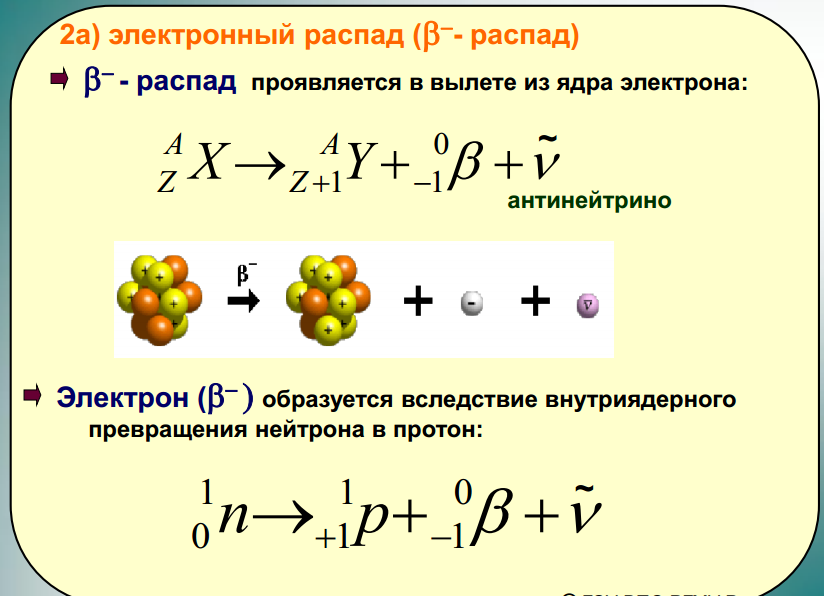 2а) электронный распад (β⁻- распад)
β⁻ - распад проявляется в вылете из ядра электрона:
ᴬ_Z X → ᴬ_Z+1 Y + ⁰_−1 β + ν̃
антинейтрино
β⁻
+ - + ν
Электрон (β⁻ ) образуется вследствие внутриядерного
превращения нейтрона в протон:
¹_0 n → ¹_+1 p + ⁰_−1 β + ν̃